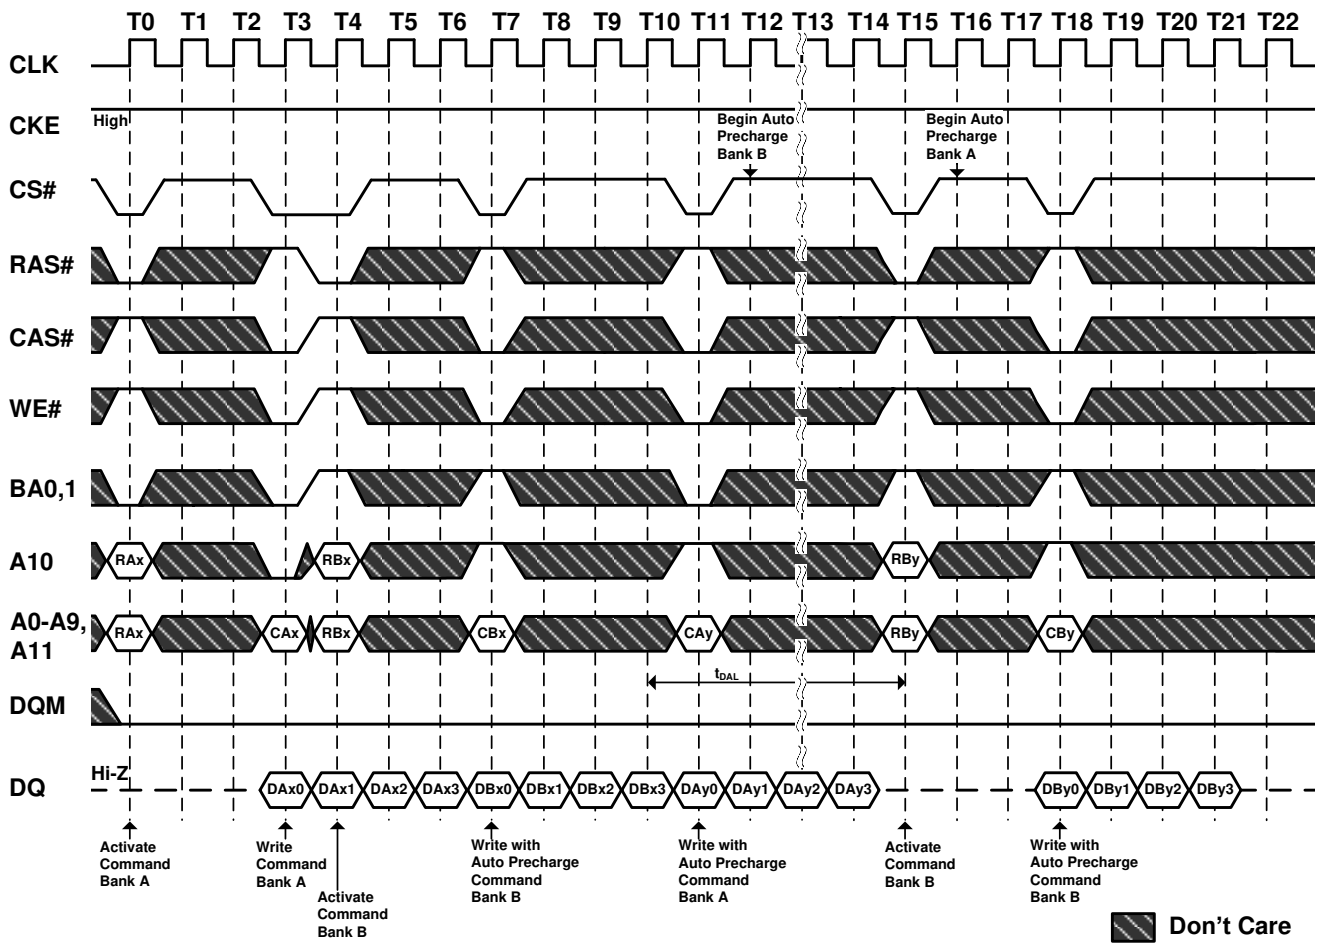 T0 T1 T2 T3 T4 T5 T6 T7 T8 T9 T10 T11 T12 T13 T14 T15 T16 T17 T18 T19 T20 T21 T22
CLK
CKE
High
Begin Auto
Precharge
Bank B
Begin Auto
Precharge
Bank A
CS#
RAS#
CAS#
WE#
BA0,1
A10
RAx RBx RBy
A0-A9,
A11
RAx CAx RBx CBx CAy RBy CBy
tDAL
DQM
Hi-Z
DQ
DAx0 DAx1 DAx2 DAx3 DBx0 DBx1 DBx2 DBx3 DAy0 DAy1 DAy2 DAy3 DBy0 DBy1 DBy2 DBy3
Activate
Command
Bank A
Write
Command
Bank A
Activate
Command
Bank B
Write with
Auto Precharge
Command
Bank B
Write with
Auto Precharge
Command
Bank A
Activate
Command
Bank B
Write with
Auto Precharge
Command
Bank B
Don't Care